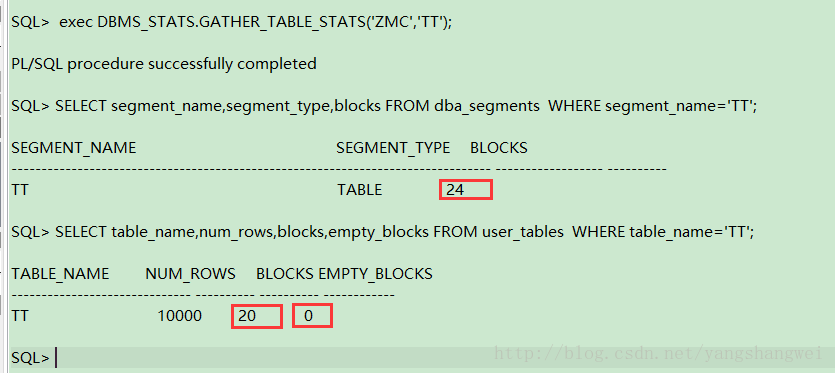 SQL>  exec DBMS_STATS.GATHER_TABLE_STATS('ZMC','TT');
PL/SQL procedure successfully completed
SQL> SELECT segment_name,segment_type,blocks FROM dba_segments  WHERE segment_name='TT';
SEGMENT_NAME SEGMENT_TYPE BLOCKS
-------------------------------------------------------------------------------- ------------------ ----------
TT TABLE 24
SQL> SELECT table_name,num_rows,blocks,empty_blocks FROM user_tables  WHERE table_name='TT';
TABLE_NAME NUM_ROWS BLOCKS EMPTY_BLOCKS
------------------------------ ---------- ---------- ------------
TT 10000 20 0
SQL>
http://blog.csdn.net/yangshangwei